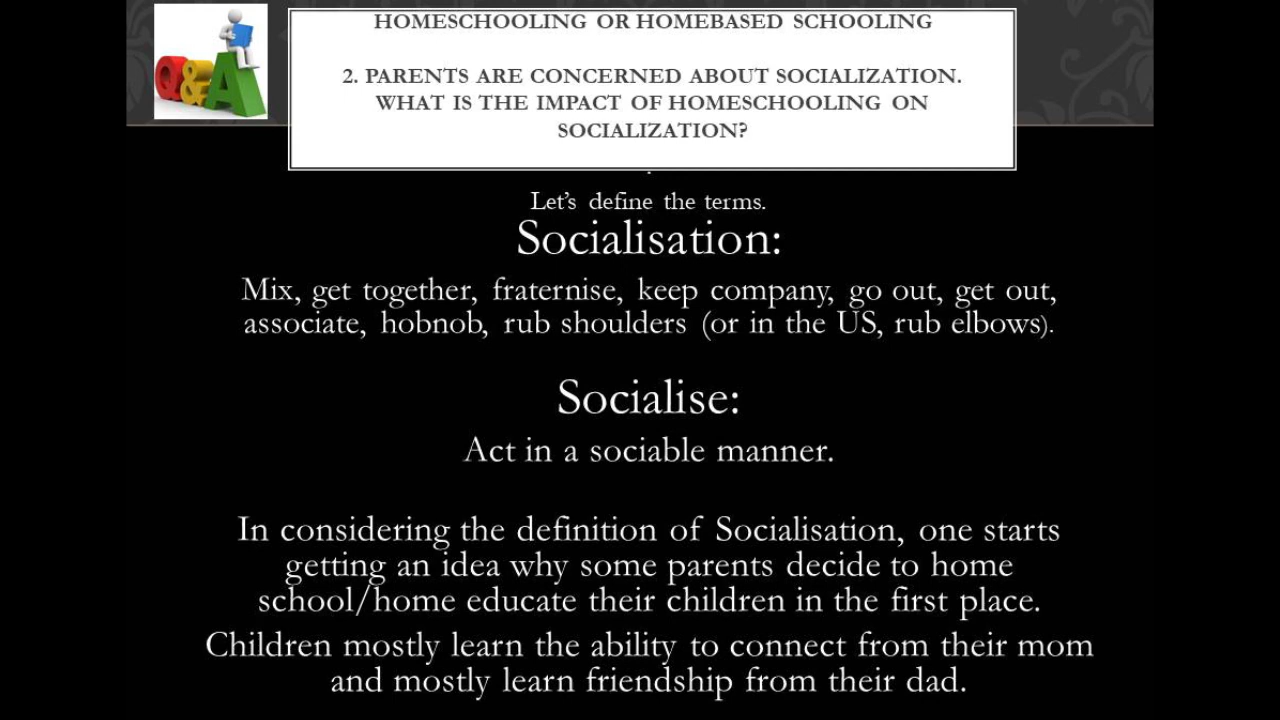 Q&A
HOMESCHOOLING OR HOMEBASED SCHOOLING
2. PARENTS ARE CONCERNED ABOUT SOCIALIZATION.
WHAT IS THE IMPACT OF HOMESCHOOLING ON
SOCIALIZATION?
.
Let's define the terms.
Socialisation:
Mix, get together, fraternise, keep company, go out, get out,
associate, hobnob, rub shoulders (or in the US, rub elbows).
Socialise:
Act in a sociable manner.
In considering the definition of Socialisation, one starts
getting an idea why some parents decide to home
school/home educate their children in the first place.
Children mostly learn the ability to connect from their mom
and mostly learn friendship from their dad.